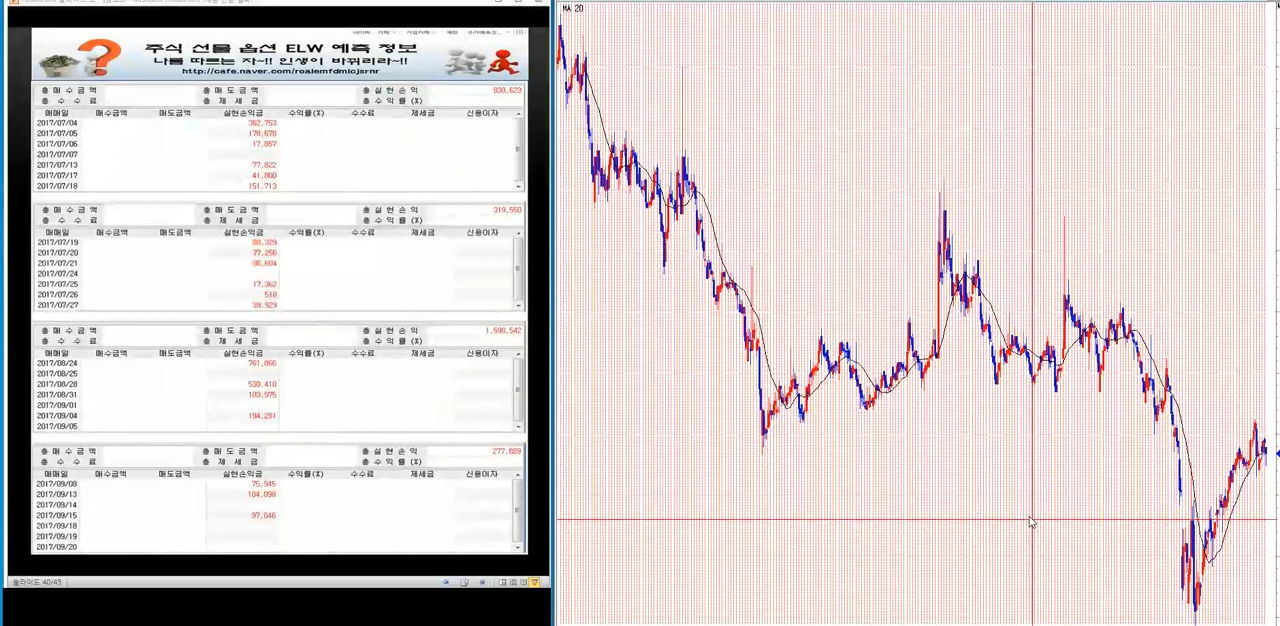 MA 20
주식 선물 옵션 ELW 예측 정보
나를 따르는 자~!! 인생이 바뀌리라~!!
http://cafe.naver.com/roalemfdmlcjsrnr
총 매 수 금 액 총 매 도 금 액 총 실 현 손 익 830,623
총 수 수 료 총 제 세 금 총 수 익 률 (%)
매매일 매수금액 매도금액 실현손익금 수익률(%) 수수료 제세금 신용이자
2017/07/04 362,753
2017/07/05 178,678
2017/07/06 17,857
2017/07/07
2017/07/13 77,822
2017/07/17 41,800
2017/07/18 151,713
총 매 수 금 액 총 매 도 금 액 총 실 현 손 익 319,550
총 수 수 료 총 제 세 금 총 수 익 률 (%)
매매일 매수금액 매도금액 실현손익금 수익률(%) 수수료 제세금 신용이자
2017/07/19 88,329
2017/07/20 77,256
2017/07/21 96,604
2017/07/24
2017/07/25 17,362
2017/07/26 518
2017/07/27 39,929
총 매 수 금 액 총 매 도 금 액 총 실 현 손 익 1,598,542
총 수 수 료 총 제 세 금 총 수 익 률 (%)
매매일 매수금액 매도금액 실현손익금 수익률(%) 수수료 제세금 신용이자
2017/08/24 761,866
2017/08/25
2017/08/28 538,410
2017/08/31 103,975
2017/09/01
2017/09/04 194,291
2017/09/05
총 매 수 금 액 총 매 도 금 액 총 실 현 손 익 277,889
총 수 수 료 총 제 세 금 총 수 익 률 (%)
매매일 매수금액 매도금액 실현손익금 수익률(%) 수수료 제세금 신용이자
2017/09/08 75,945
2017/09/13 104,098
2017/09/14
2017/09/15 97,046
2017/09/18
2017/09/19
2017/09/20
슬라이드 40/45